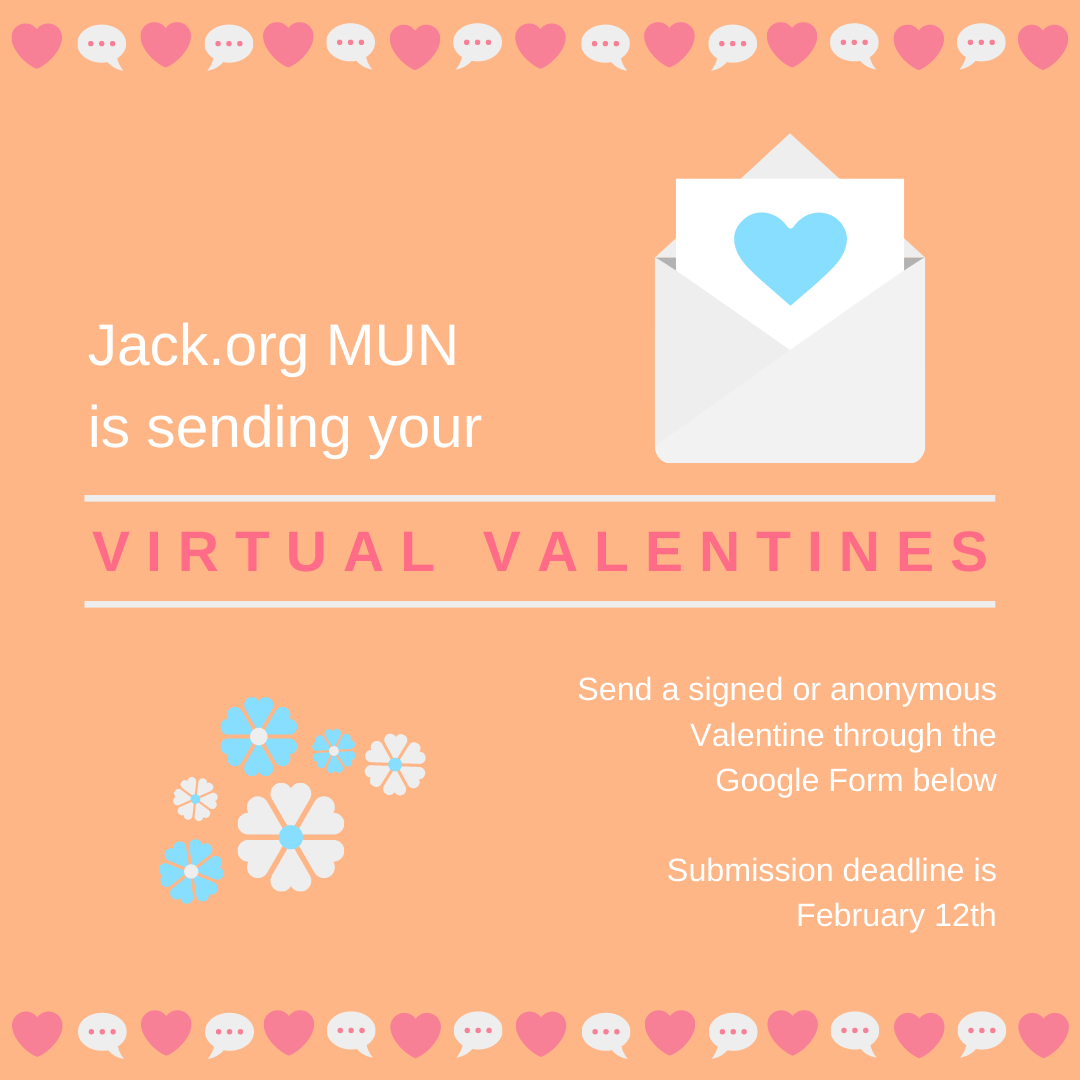 Jack.org MUN
is sending your
VIRTUAL VALENTINES
Send a signed or anonymous
Valentine through the
Google Form below
Submission deadline is
February 12th